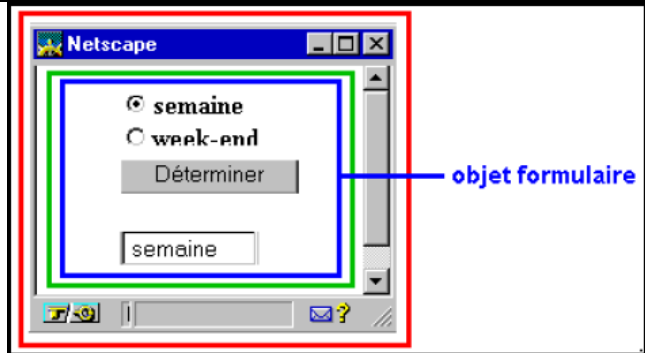 Netscape
semaine
week-end
Déterminer
objet formulaire
semaine